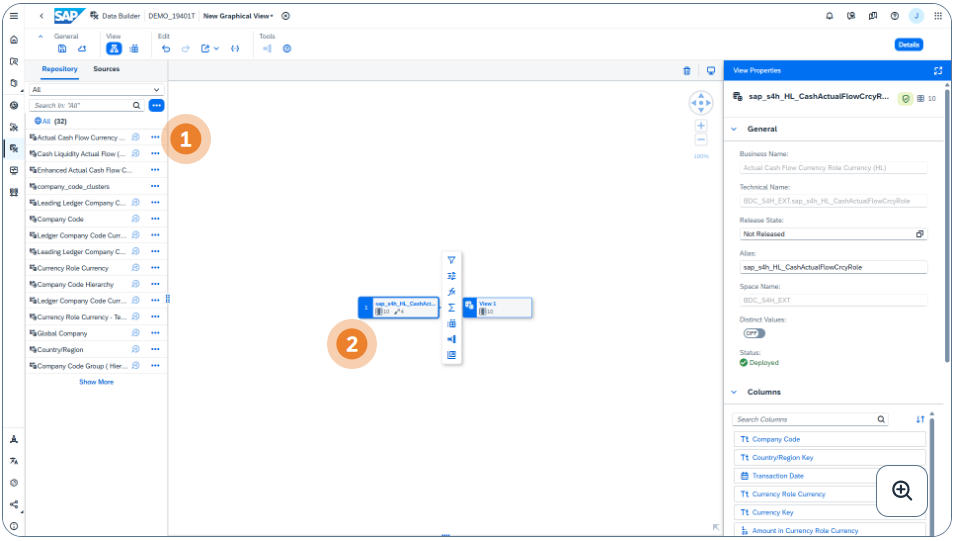 SAP Data Builder DEMO_19401T New Graphical View*
J
General View Edit Tools
Details
Repository Sources
All
Search In: "All"
All (32)
Actual Cash Flow Currency ...
Cash Liquidity Actual Flow (...
Enhanced Actual Cash Flow C...
company_code_clusters
Leading Ledger Company C...
Company Code
Ledger Company Code Curr...
Leading Ledger Company C...
Currency Role Currency
Company Code Hierarchy
Ledger Company Code Curr...
Currency Role Currency - Te...
Global Company
Country/Region
Company Code Group ( Hier...
Show More
1
2
100%
sap_s4h_HL_CashAct...
10 4
View 1
10
View Properties
sap_s4h_HL_CashActualFlowCrcyR... 10
General
Business Name:
Actual Cash Flow Currency Role Currency (HL)
Technical Name:
BDC_S4H_EXT.sap_s4h_HL_CashActualFlowCrcyRole
Release State:
Not Released
Alias:
sap_s4h_HL_CashActualFlowCrcyRole
Space Name:
BDC_S4H_EXT
Distinct Values:
OFF
Status:
Deployed
Columns
Search Columns
Tt Company Code
Tt Country/Region Key
Transaction Date
Tt Currency Role Currency
Tt Currency Key
Amount in Currency Role Currency